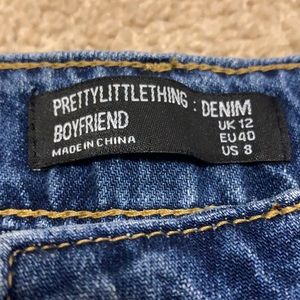 PRETTYLITTLETHING : DENIM
BOYFRIEND
MADE IN CHINA
UK 12
EU 40
US 8